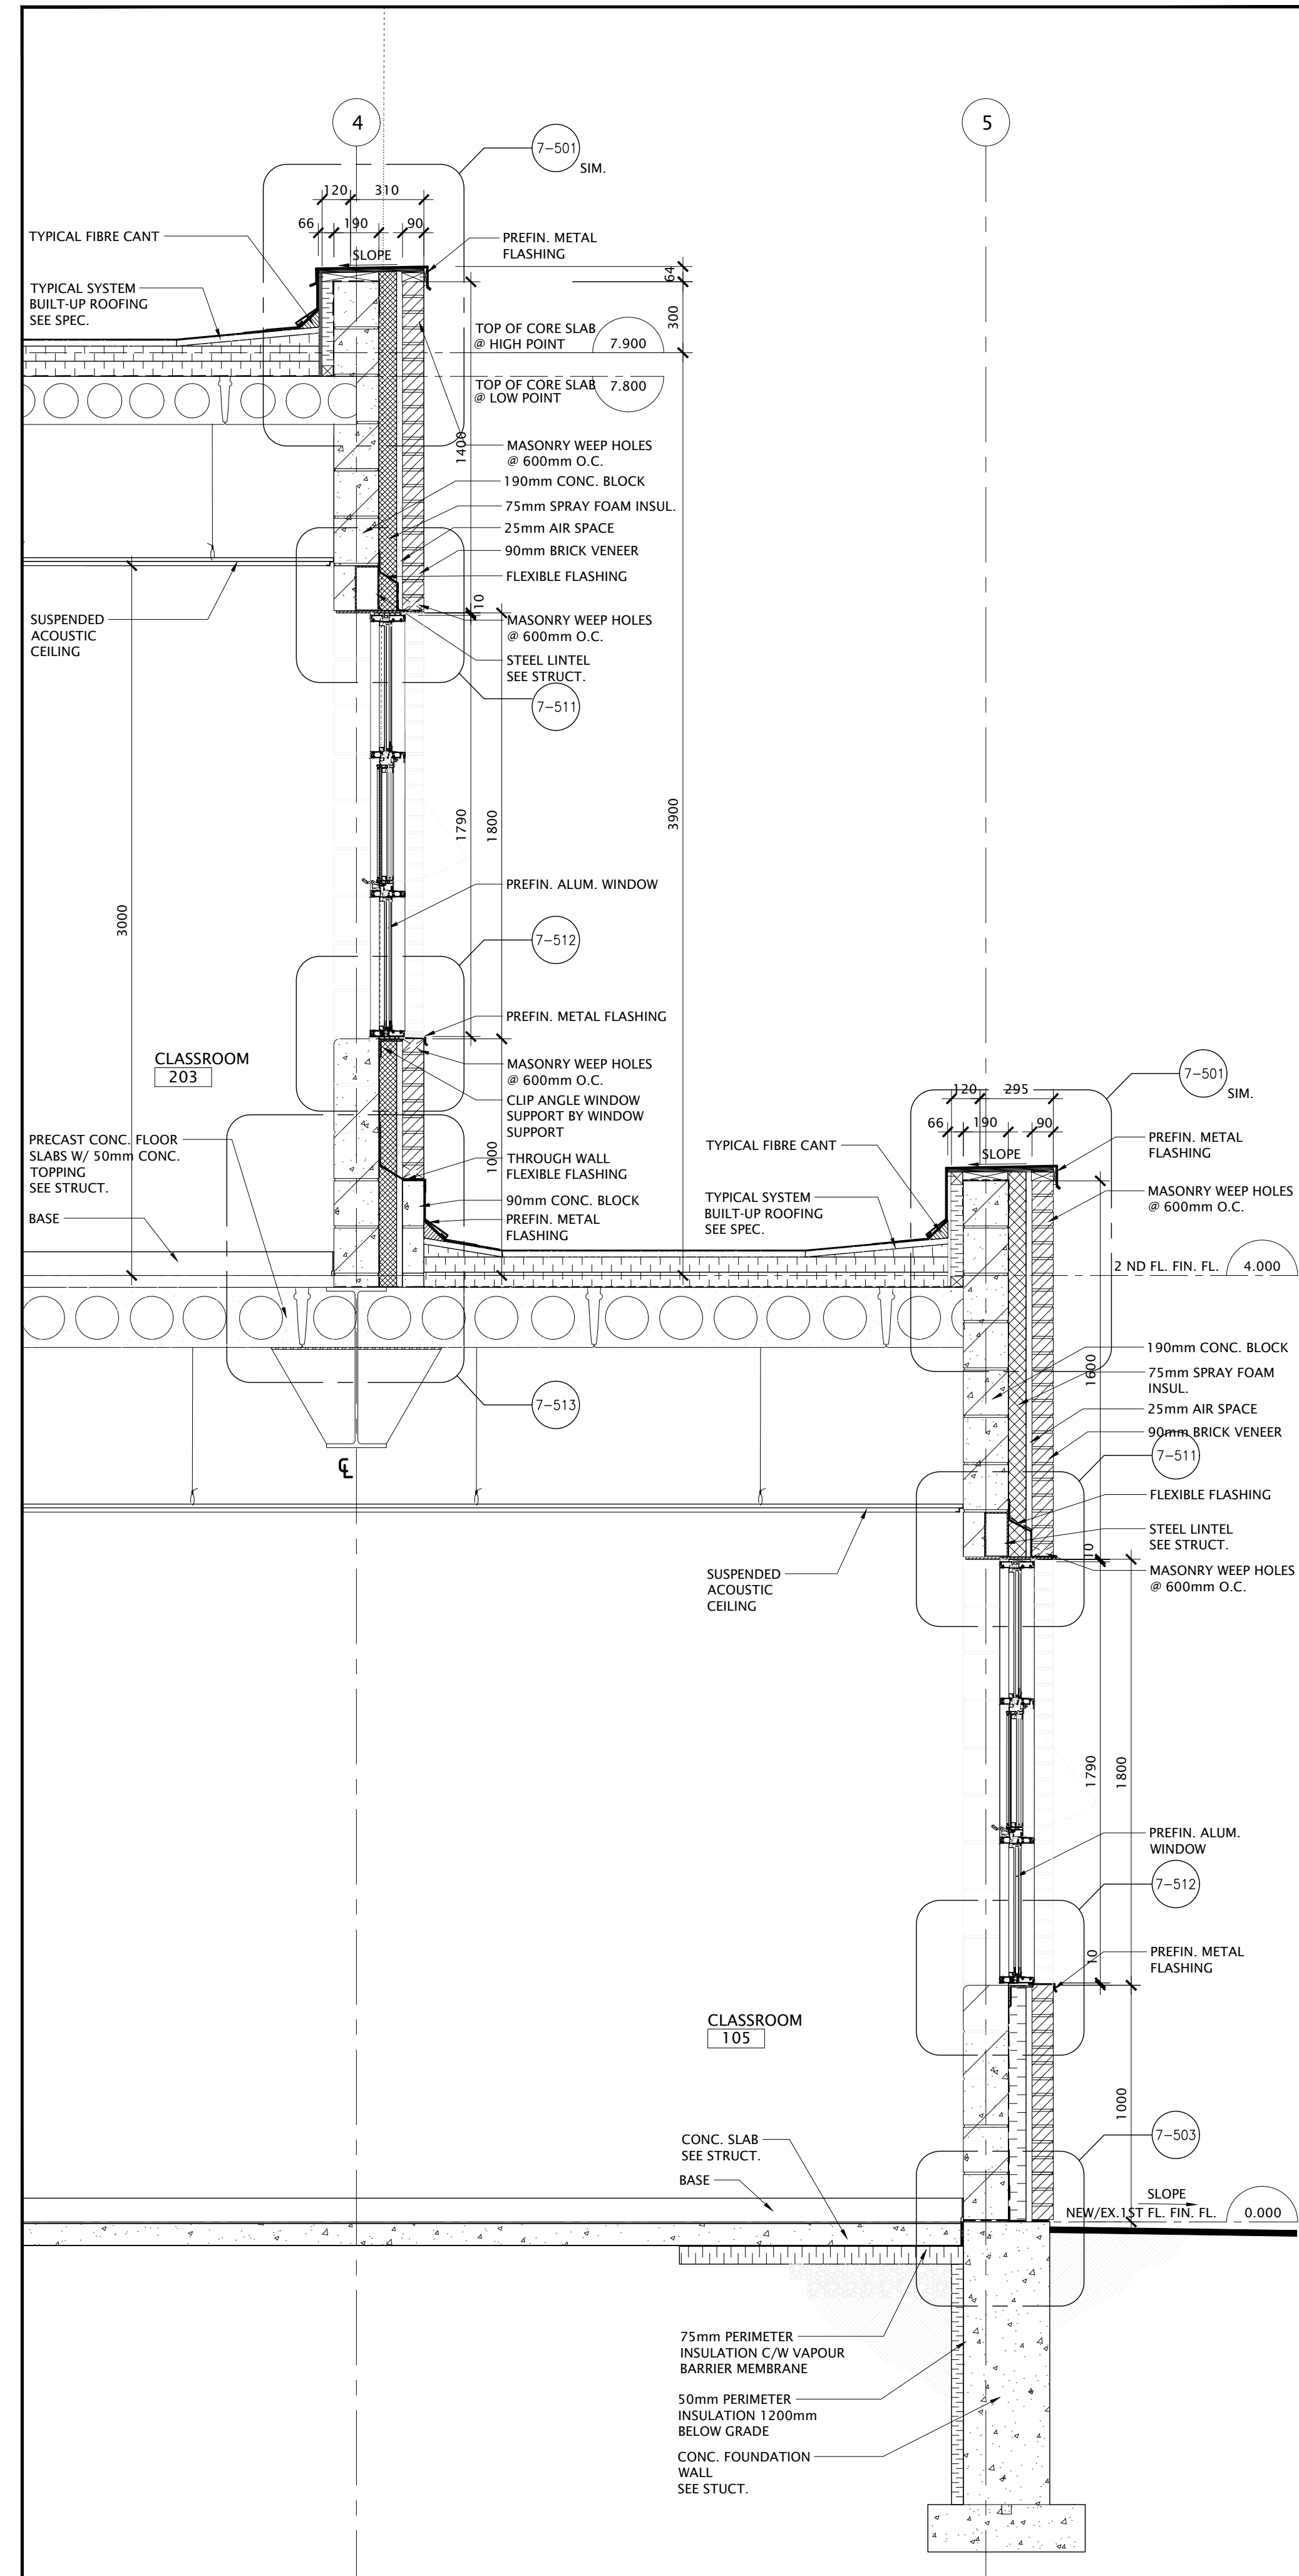 4
5
7-501
SIM.
120 310
66 190 90
TYPICAL FIBRE CANT
PREFIN. METAL
FLASHING
SLOPE
64
TYPICAL SYSTEM
BUILT-UP ROOFING
SEE SPEC.
300
TOP OF CORE SLAB
@ HIGH POINT
7.900
TOP OF CORE SLAB
@ LOW POINT
7.800
1400
MASONRY WEEP HOLES
@ 600mm O.C.
190mm CONC. BLOCK
75mm SPRAY FOAM INSUL.
25mm AIR SPACE
90mm BRICK VENEER
FLEXIBLE FLASHING
10
SUSPENDED
ACOUSTIC
CEILING
MASONRY WEEP HOLES
@ 600mm O.C.
STEEL LINTEL
SEE STRUCT.
7-511
1790
1800
3900
3000
PREFIN. ALUM. WINDOW
7-512
PREFIN. METAL FLASHING
CLASSROOM
203
MASONRY WEEP HOLES
@ 600mm O.C.
CLIP ANGLE WINDOW
SUPPORT BY WINDOW
SUPPORT
7-501
SIM.
120 295
66 190 90
PRECAST CONC. FLOOR
SLABS W/ 50mm CONC.
TOPPING
SEE STRUCT.
1000
THROUGH WALL
FLEXIBLE FLASHING
TYPICAL FIBRE CANT
SLOPE
PREFIN. METAL
FLASHING
90mm CONC. BLOCK
TYPICAL SYSTEM
BUILT-UP ROOFING
SEE SPEC.
MASONRY WEEP HOLES
@ 600mm O.C.
BASE
PREFIN. METAL
FLASHING
2 ND FL. FIN. FL.
4.000
190mm CONC. BLOCK
1600
75mm SPRAY FOAM
INSUL.
7-513
25mm AIR SPACE
90mm BRICK VENEER
7-511
CL
FLEXIBLE FLASHING
STEEL LINTEL
SEE STRUCT.
10
SUSPENDED
ACOUSTIC
CEILING
MASONRY WEEP HOLES
@ 600mm O.C.
1790
1800
PREFIN. ALUM.
WINDOW
7-512
10
PREFIN. METAL
FLASHING
CLASSROOM
105
1000
CONC. SLAB
SEE STRUCT.
7-503
BASE
SLOPE
NEW/EX.1ST FL. FIN. FL.
0.000
75mm PERIMETER
INSULATION C/W VAPOUR
BARRIER MEMBRANE
50mm PERIMETER
INSULATION 1200mm
BELOW GRADE
CONC. FOUNDATION
WALL
SEE STUCT.